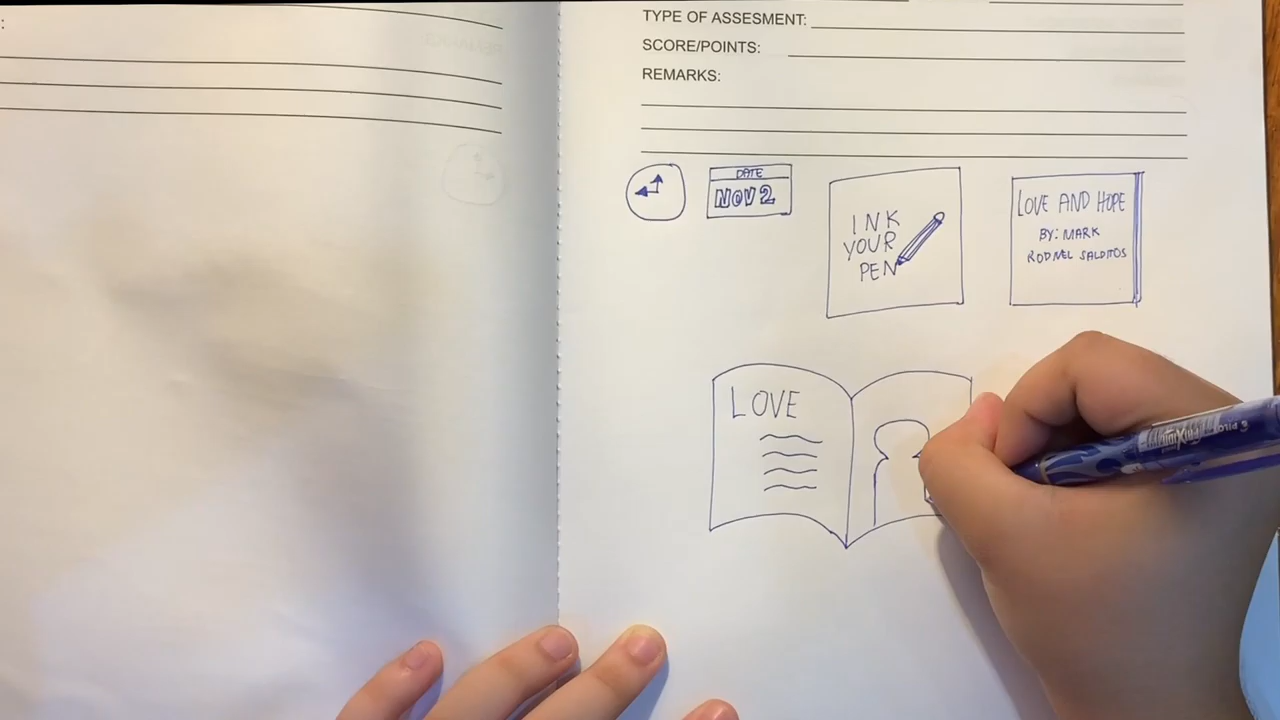 :
TYPE OF ASSESMENT:
SCORE/POINTS:
REMARKS:
DATE
NOV 2
INK
YOUR
PEN
LOVE AND HOPE
BY: MARK
RODNEL SALDITOS
LOVE
PILOT